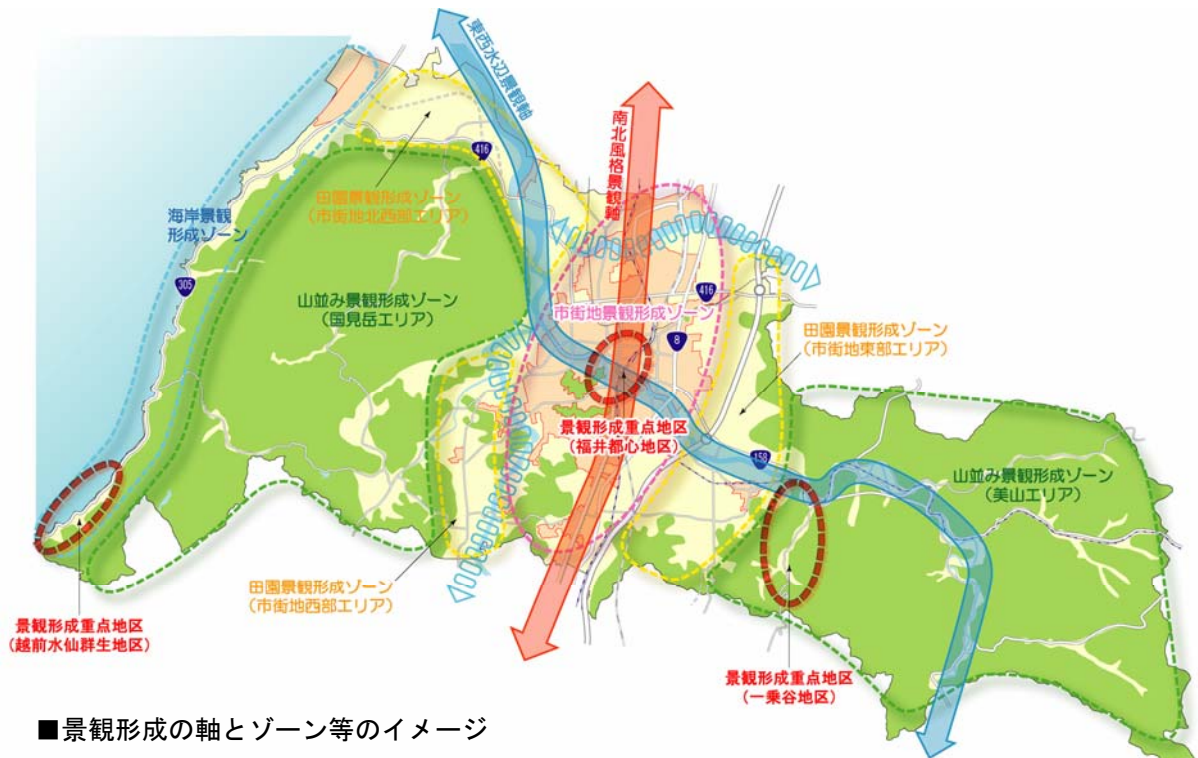 東西水辺景観軸
南北風格景観軸
416
田園景観形成ゾーン
（市街地北西部エリア）
海岸景観
形成ゾーン
305
山並み景観形成ゾーン
（国見岳エリア）
416
市街地景観形成ゾーン
8
田園景観形成ゾーン
（市街地東部エリア）
景観形成重点地区
（福井都心地区）
158
山並み景観形成ゾーン
（美山エリア）
田園景観形成ゾーン
（市街地西部エリア）
景観形成重点地区
（越前水仙群生地区）
景観形成重点地区
（一乗谷地区）
■景観形成の軸とゾーン等のイメージ